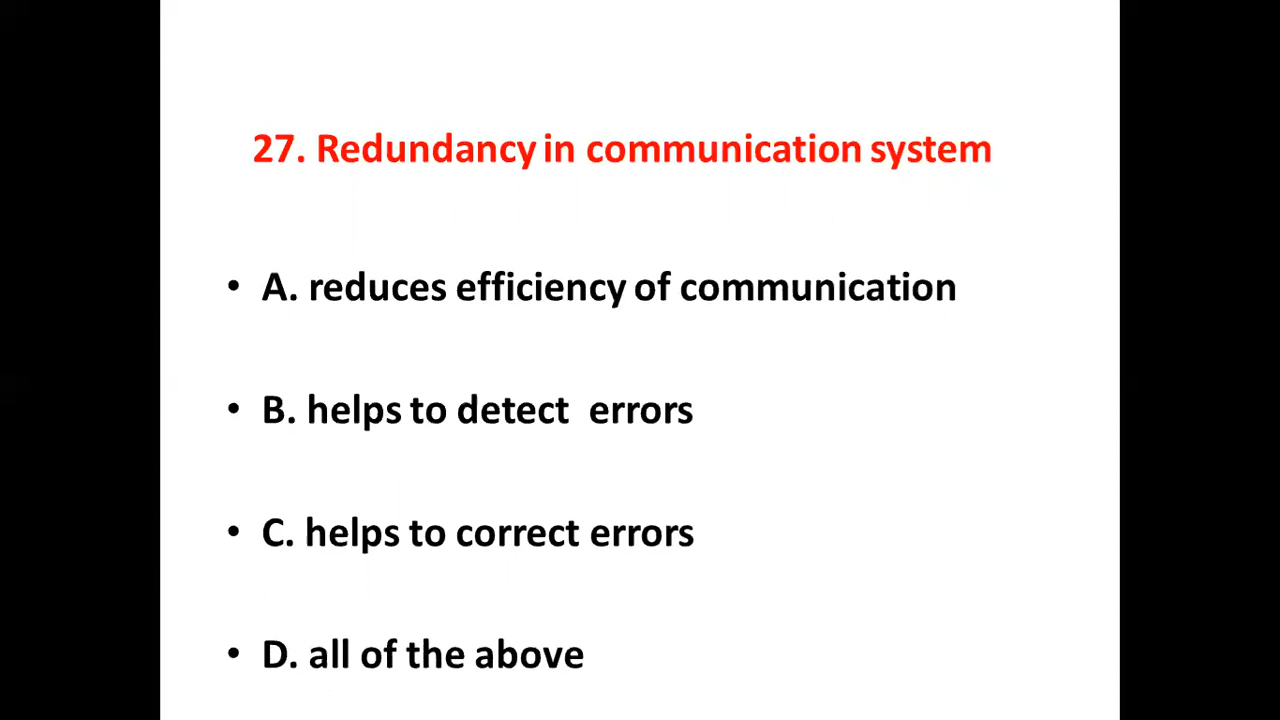 27. Redundancy in communication system
• A. reduces efficiency of communication
• B. helps to detect  errors
• C. helps to correct errors
• D. all of the above